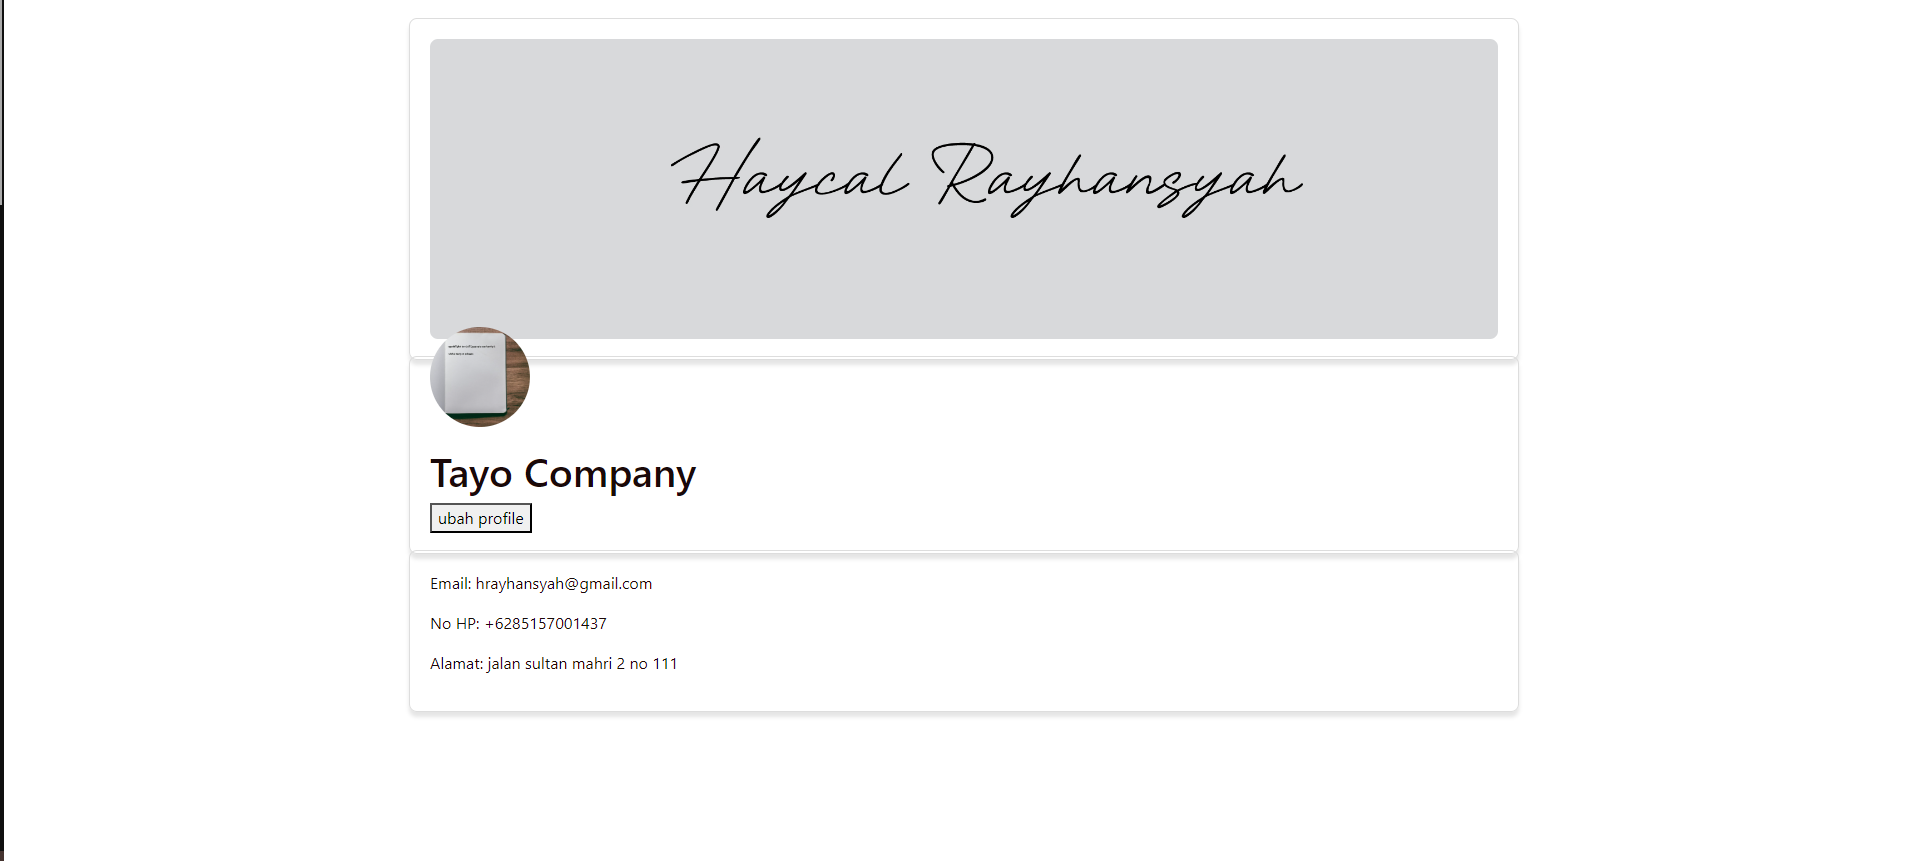 Haycal Rayhansyah
Tayo Company
ubah profile
Email: hrayhansyah@gmail.com
No HP: +6285157001437
Alamat: jalan sultan mahri 2 no 111